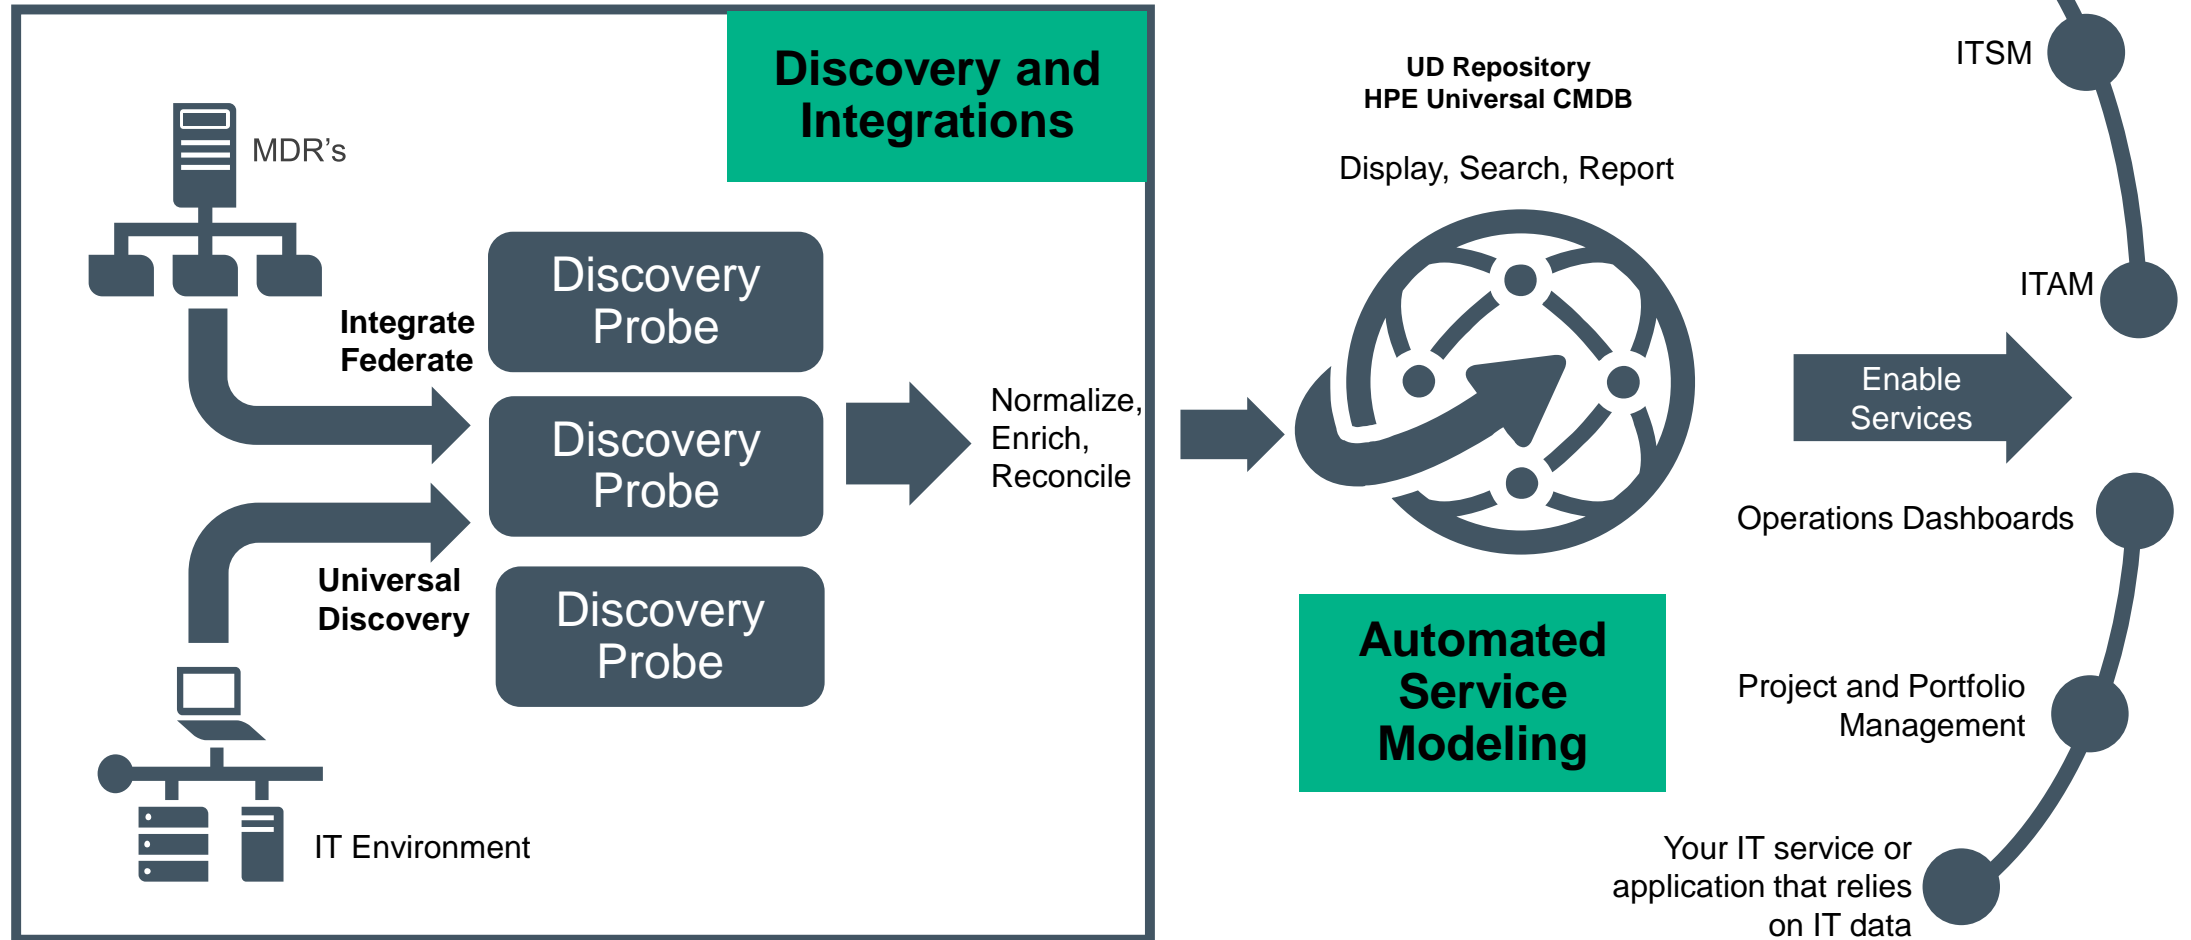 Discovery and
Integrations
MDR's
Integrate
Federate
Discovery
Probe
Discovery
Probe
Discovery
Probe
Universal
Discovery
IT Environment
Normalize,
Enrich,
Reconcile
UD Repository
HPE Universal CMDB
Display, Search, Report
Automated
Service
Modeling
Enable
Services
ITSM
ITAM
Operations Dashboards
Project and Portfolio
Management
Your IT service or
application that relies
on IT data